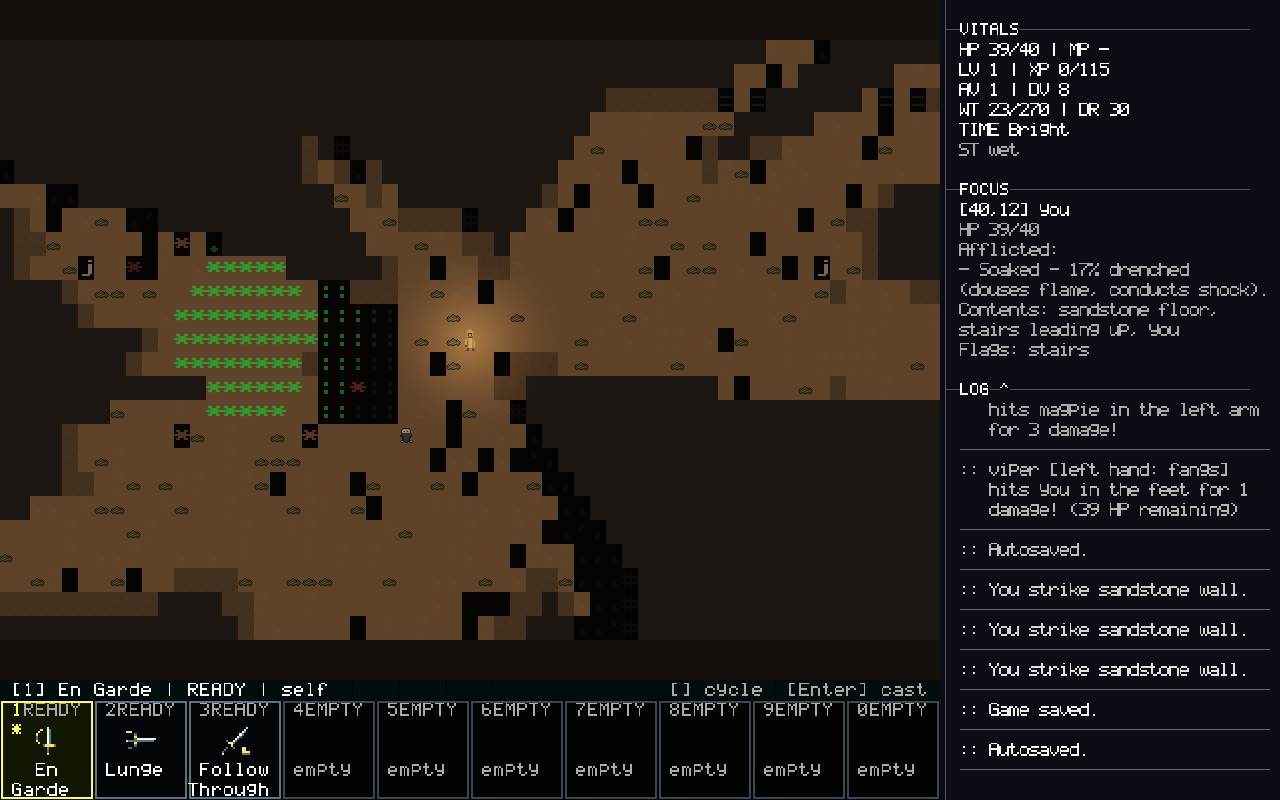 VITALS
HP 39/40 | MP -
LV 1 | XP 0/115
AV 1 | DV 8
WT 23/270 | DR 30
TIME Bright
ST wet
FOCUS
[40,12] You
HP 39/40
Afflicted:
- Soaked - 17% drenched
(douses flame, conducts shock).
Contents: sandstone floor,
stairs leading up, You
Flags: stairs
LOG ^
hits magpie in the left arm
for 3 damage!
:: viper [left hand: fangs]
hits you in the feet for 1
damage! (39 HP remaining)
:: Autosaved.
:: You strike sandstone wall.
:: You strike sandstone wall.
:: You strike sandstone wall.
:: Game saved.
:: Autosaved.
j
j
[1] En Garde | READY | self
[] cycle [Enter] cast
1READY 2READY 3READY 4EMPTY 5EMPTY 6EMPTY 7EMPTY 8EMPTY 9EMPTY 0EMPTY
*
En Garde
Lunge
Follow Through
empty empty empty empty empty empty empty